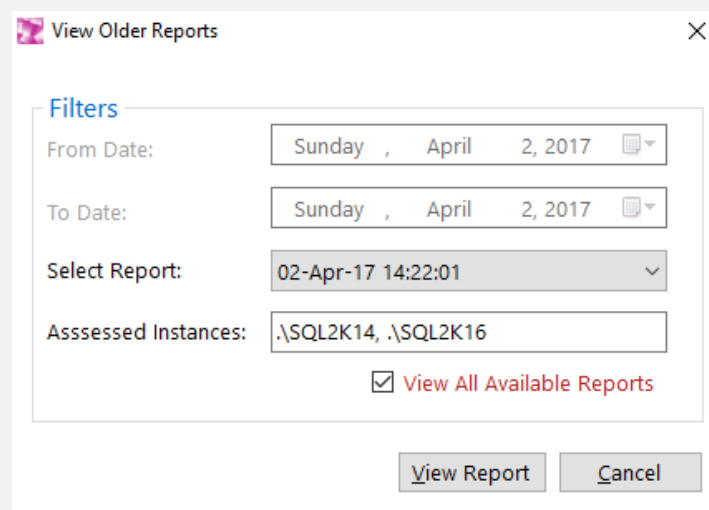 View Older Reports
Filters
From Date: Sunday , April 2, 2017
To Date: Sunday , April 2, 2017
Select Report: 02-Apr-17 14:22:01
Asssessed Instances: .\SQL2K14, .\SQL2K16
View All Available Reports
View Report Cancel